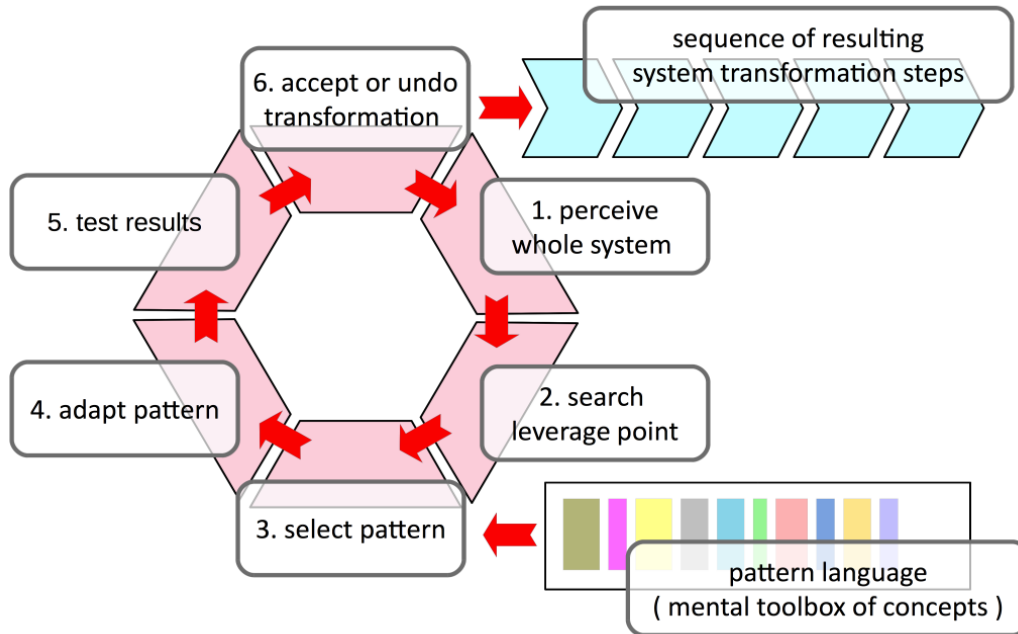 sequence of resulting
system transformation steps
6. accept or undo
transformation
1. perceive
whole system
5. test results
2. search
leverage point
4. adapt pattern
3. select pattern
pattern language
( mental toolbox of concepts )